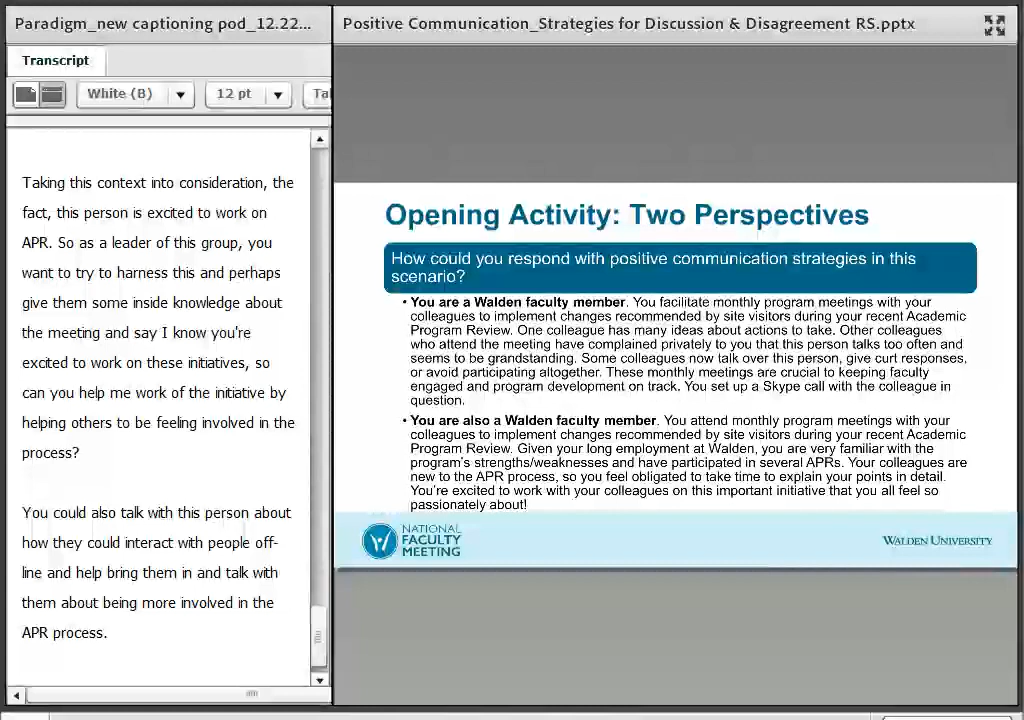 Paradigm_new captioning pod_12.22...
Transcript
White (B)
12 pt
Tal
Taking this context into consideration, the
fact, this person is excited to work on
APR. So as a leader of this group, you
want to try to harness this and perhaps
give them some inside knowledge about
the meeting and say I know you're
excited to work on these initiatives, so
can you help me work of the initiative by
helping others to be feeling involved in the
process?
You could also talk with this person about
how they could interact with people off-
line and help bring them in and talk with
them about being more involved in the
APR process.
Positive Communication_Strategies for Discussion & Disagreement RS.pptx
Opening Activity: Two Perspectives
How could you respond with positive communication strategies in this
scenario?
• You are a Walden faculty member. You facilitate monthly program meetings with your
colleagues to implement changes recommended by site visitors during your recent Academic
Program Review. One colleague has many ideas about actions to take. Other colleagues
who attend the meeting have complained privately to you that this person talks too often and
seems to be grandstanding. Some colleagues now talk over this person, give curt responses,
or avoid participating altogether. These monthly meetings are crucial to keeping faculty
engaged and program development on track. You set up a Skype call with the colleague in
question.
• You are also a Walden faculty member. You attend monthly program meetings with your
colleagues to implement changes recommended by site visitors during your recent Academic
Program Review. Given your long employment at Walden, you are very familiar with the
program's strengths/weaknesses and have participated in several APRs. Your colleagues are
new to the APR process, so you feel obligated to take time to explain your points in detail.
You're excited to work with your colleagues on this important initiative that you all feel so
passionately about!
NATIONAL
FACULTY
MEETING
WALDEN UNIVERSITY